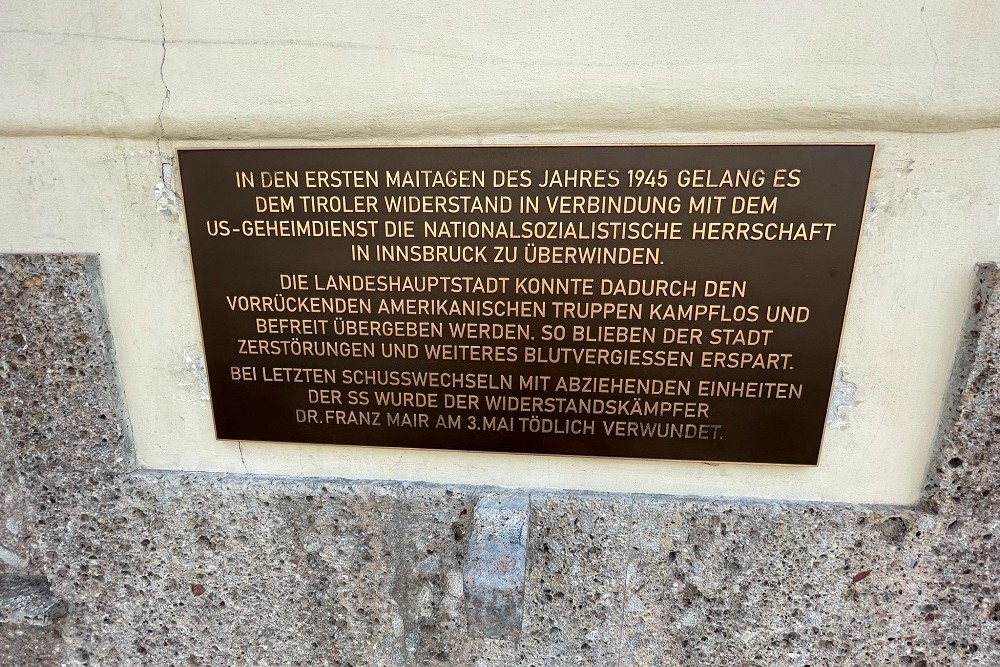 IN DEN ERSTEN MAITAGEN DES JAHRES 1945 GELANG ES
DEM TIROLER WIDERSTAND IN VERBINDUNG MIT DEM
US-GEHEIMDIENST DIE NATIONALSOZIALISTISCHE HERRSCHAFT
IN INNSBRUCK ZU ÜBERWINDEN.
DIE LANDESHAUPTSTADT KONNTE DADURCH DEN
VORRÜCKENDEN AMERIKANISCHEN TRUPPEN KAMPFLOS UND
BEFREIT ÜBERGEBEN WERDEN. SO BLIEBEN DER STADT
ZERSTÖRUNGEN UND WEITERES BLUTVERGIESSEN ERSPART.
BEI LETZTEN SCHUSSWECHSELN MIT ABZIEHENDEN EINHEITEN
DER SS WURDE DER WIDERSTANDSKÄMPFER
DR. FRANZ MAIR AM 3.MAI TÖDLICH VERWUNDET.